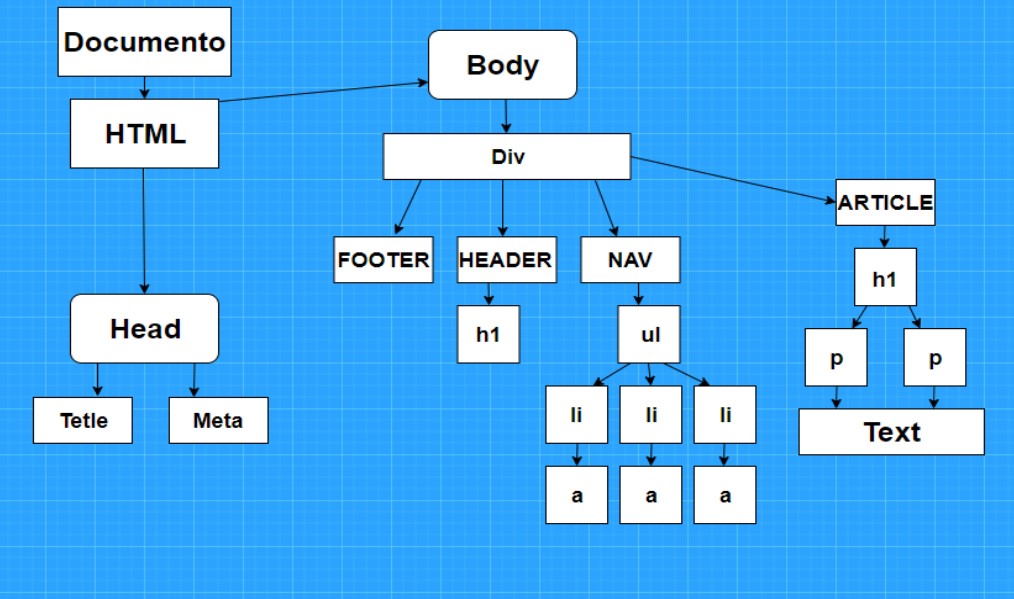 Documento
Body
HTML
Div
ARTICLE
FOOTER
HEADER
NAV
h1
Head
h1
ul
p
p
Tetle
Meta
li
li
li
Text
a
a
a